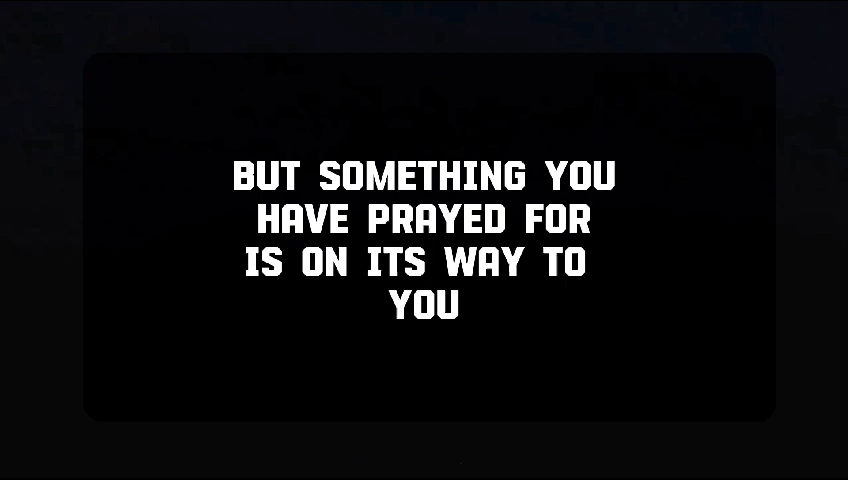 BUT SOMETHING YOU
HAVE PRAYED FOR
IS ON ITS WAY TO
YOU